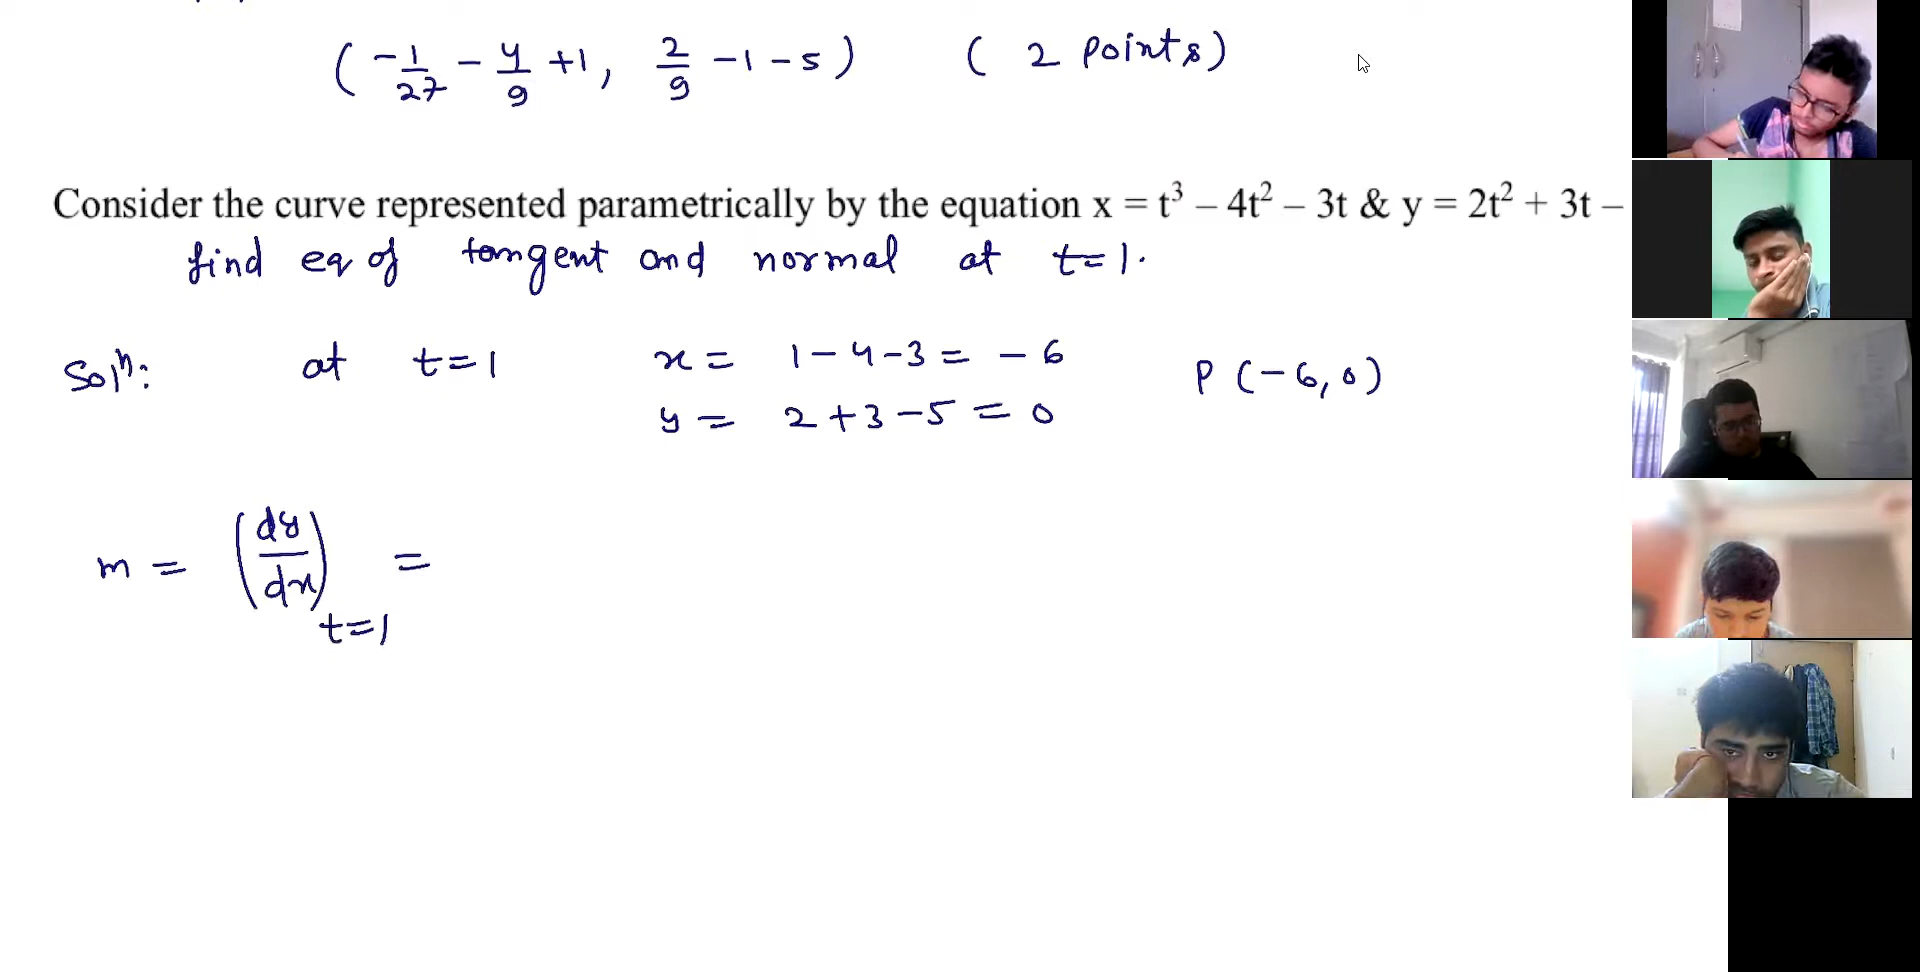 (-1/27 - 4/9 + 1, 2/9 - 1 - 5) (2 points)
Consider the curve represented parametrically by the equation x = t³ – 4t² – 3t & y = 2t² + 3t –
find eq of tangent and normal at t=1.
Solⁿ: at t=1 x = 1-4-3 = -6 P(-6,0)
y = 2+3-5 = 0
m = (dy/dx) t=1 =